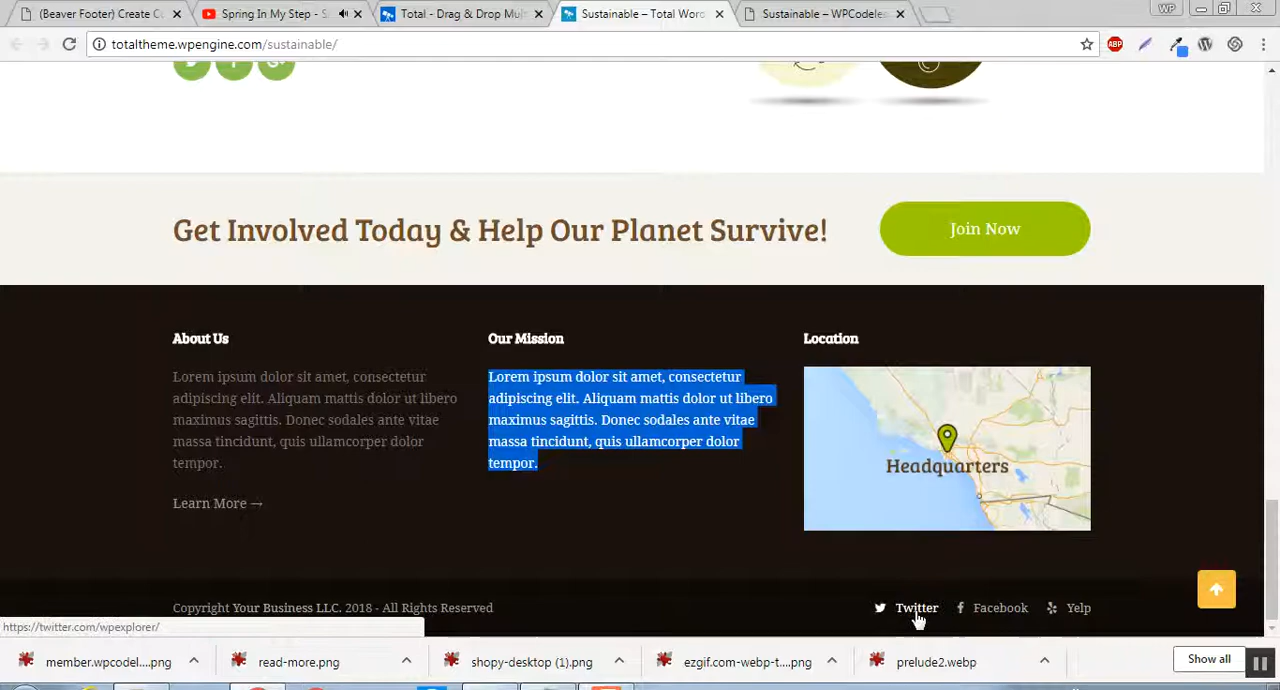 (Beaver Footer) Create C
Spring In My Step - S
Total - Drag & Drop Mul
Sustainable – Total Word
Sustainable – WPCodele
WP
totaltheme.wpengine.com/sustainable/
ABP
Get Involved Today & Help Our Planet Survive!
Join Now
About Us
Lorem ipsum dolor sit amet, consectetur
adipiscing elit. Aliquam mattis dolor ut libero
maximus sagittis. Donec sodales ante vitae
massa tincidunt, quis ullamcorper dolor
tempor.
Learn More →
Our Mission
Lorem ipsum dolor sit amet, consectetur
adipiscing elit. Aliquam mattis dolor ut libero
maximus sagittis. Donec sodales ante vitae
massa tincidunt, quis ullamcorper dolor
tempor.
Location
Headquarters
Copyright Your Business LLC. 2018 - All Rights Reserved
Twitter
Facebook
Yelp
https://twitter.com/wpexplorer/
member.wpcodel....png
read-more.png
shopy-desktop (1).png
ezgif.com-webp-t....png
prelude2.webp
Show all